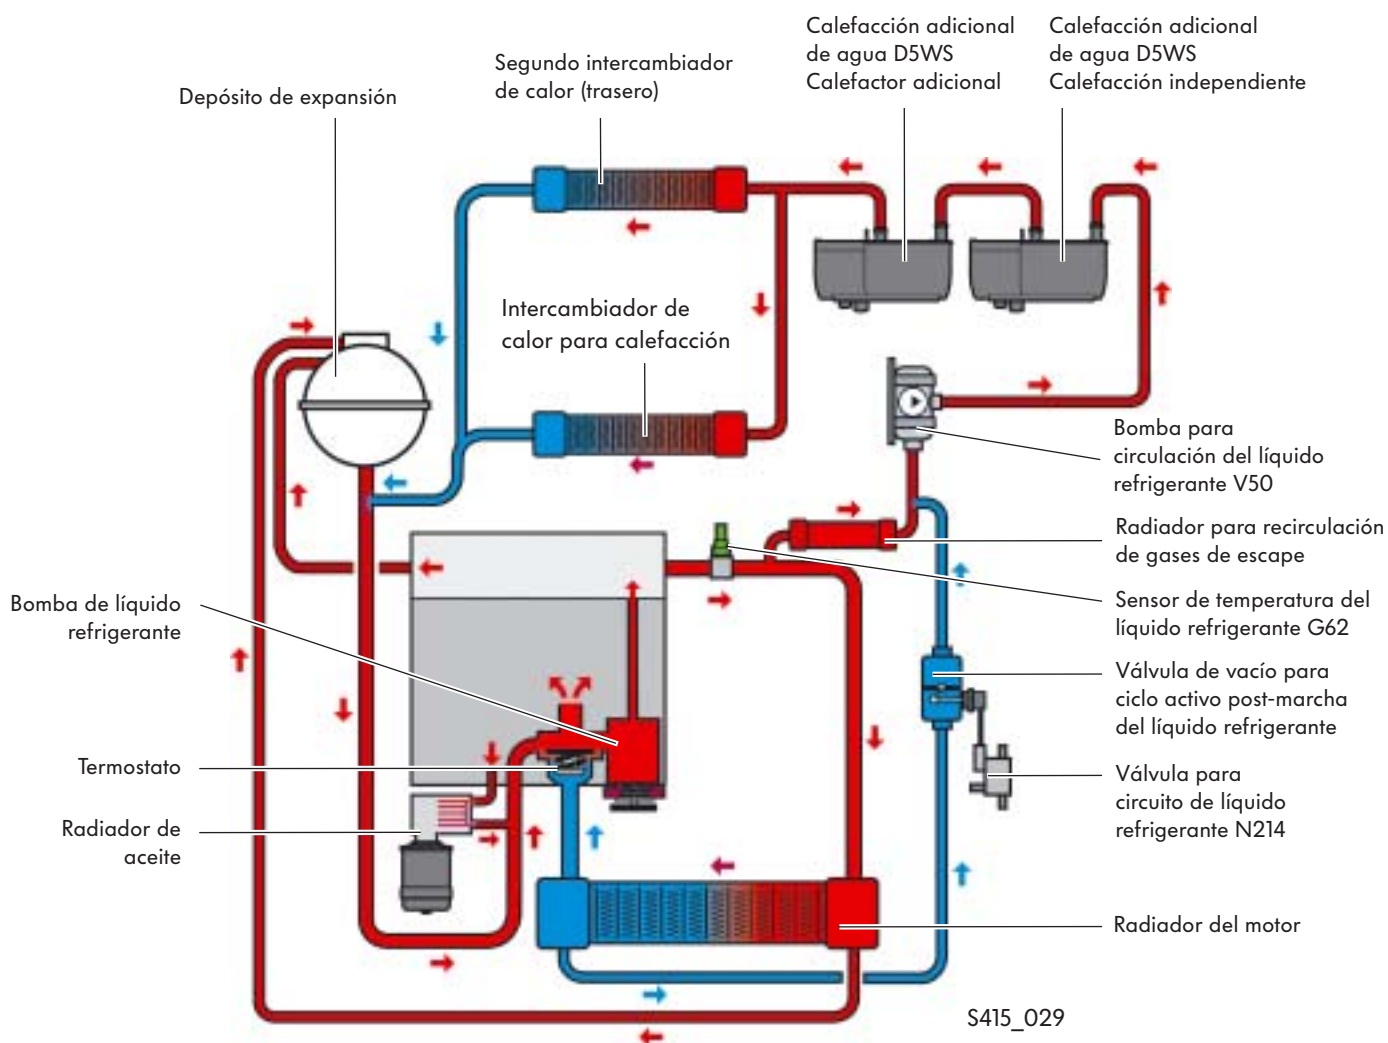 Calefacción adicional
de agua D5WS
Calefactor adicional
Calefacción adicional
de agua D5WS
Calefacción independiente
Segundo intercambiador
de calor (trasero)
Depósito de expansión
Intercambiador de
calor para calefacción
Bomba para
circulación del líquido
refrigerante V50
Radiador para recirculación
de gases de escape
Sensor de temperatura del
líquido refrigerante G62
Válvula de vacío para
ciclo activo post-marcha
del líquido refrigerante
Válvula para
circuito de líquido
refrigerante N214
Radiador del motor
Bomba de líquido
refrigerante
Termostato
Radiador de
aceite
S415_029